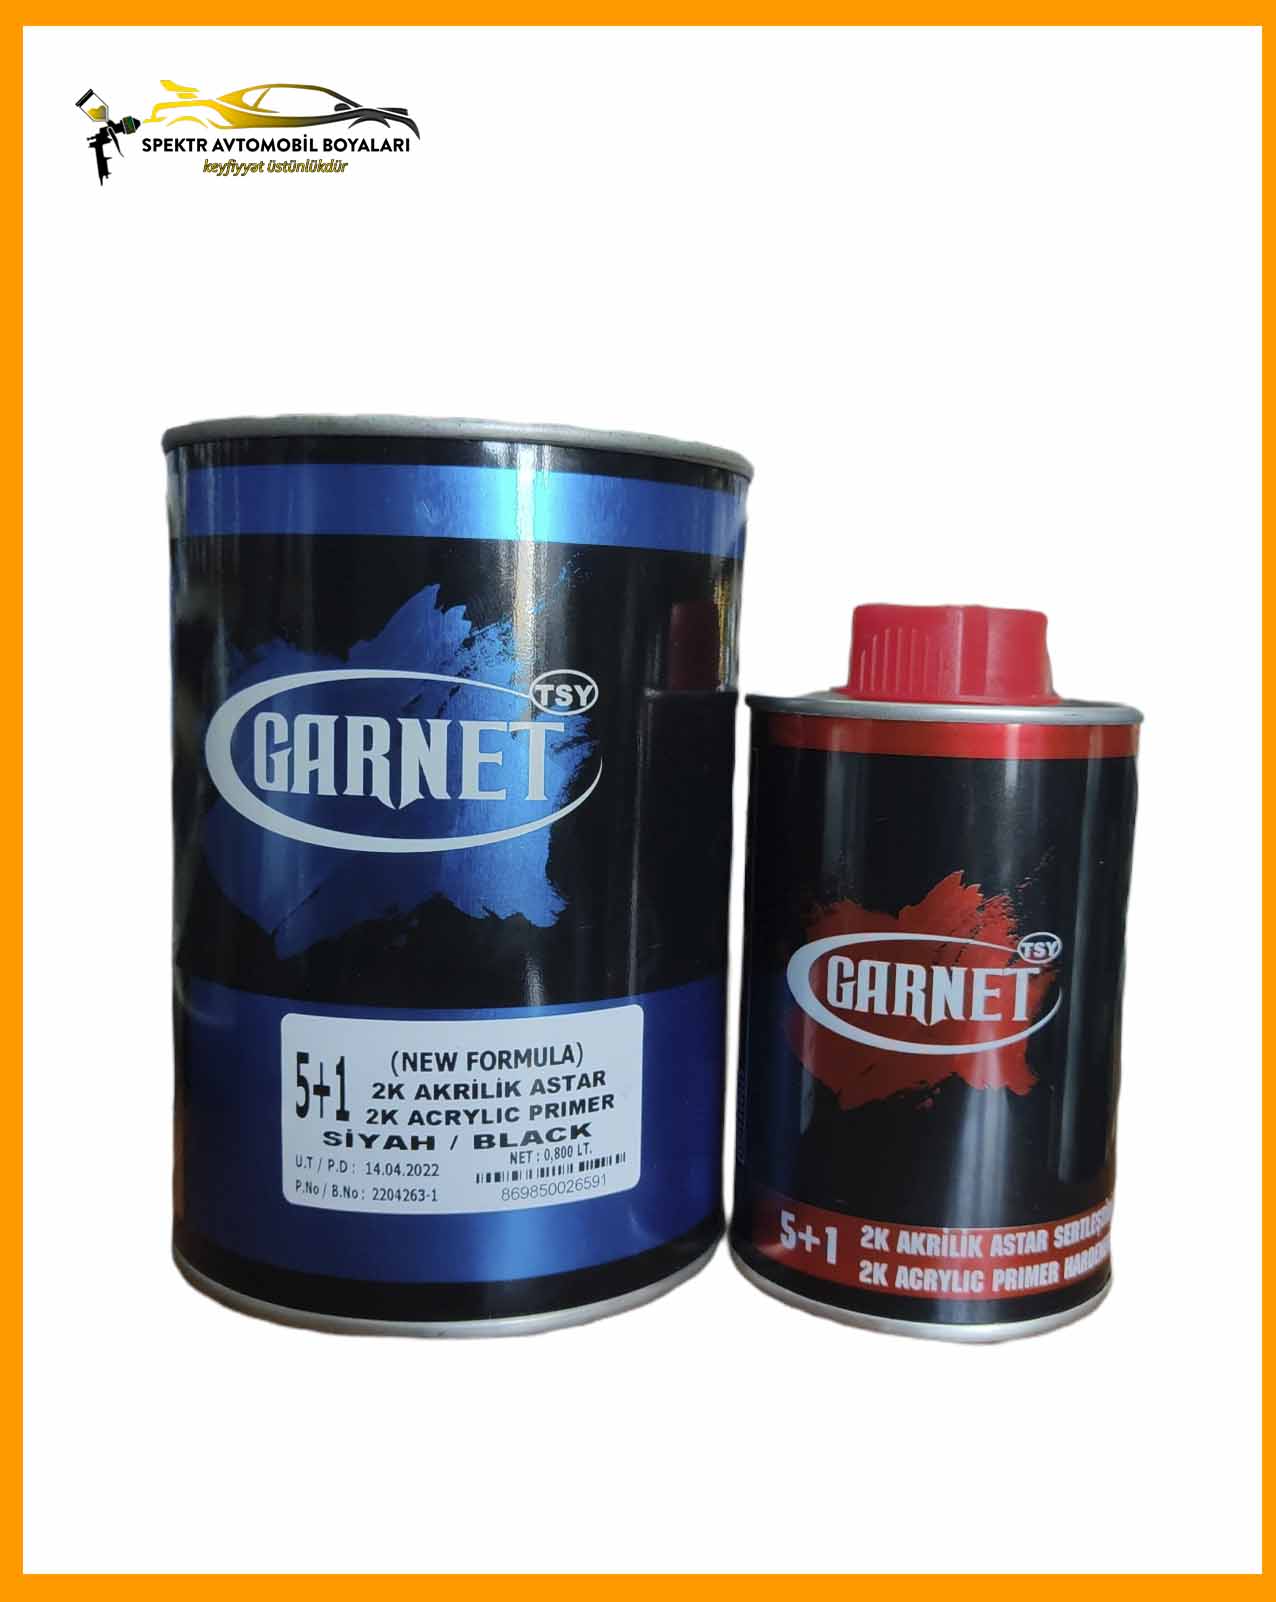 SPEKTR AVTOMOBİL BOYALARI
keyfiyyət üstünlükdür
TSY
GARNET
5+1
(NEW FORMULA)
2K AKRİLİK ASTAR
2K ACRYLIC PRIMER
SİYAH / BLACK
NET : 0,800 LT.
U.T / P.D : 14.04.2022
P.No / B.No : 2204263-1
869850026591
TSY
GARNET
5+1
2K AKRİLİK ASTAR
2K ACRYLIC PRIMER